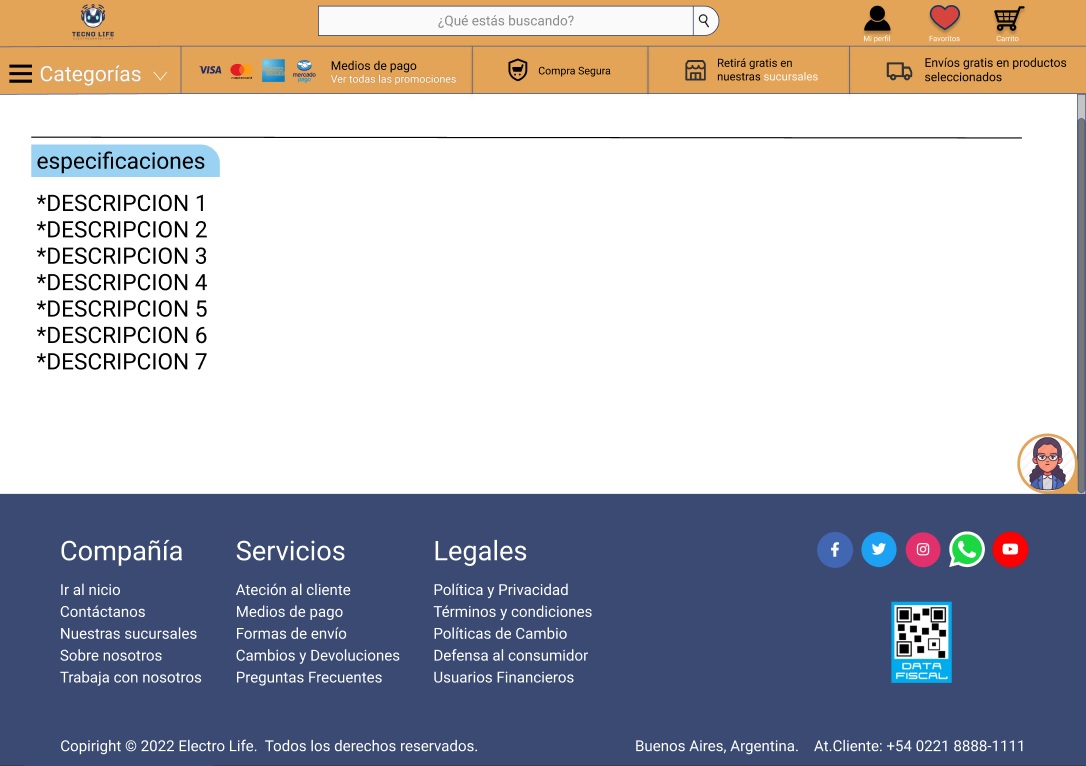 TECNO LIFE
¿Qué estás buscando?
Mi perfil
Favoritos
Carrito
Categorías
VISA
mercado
pago
Medios de pago
Ver todas las promociones
Compra Segura
Retirá gratis en
nuestras sucursales
Envíos gratis en productos
seleccionados
especificaciones
*DESCRIPCION 1
*DESCRIPCION 2
*DESCRIPCION 3
*DESCRIPCION 4
*DESCRIPCION 5
*DESCRIPCION 6
*DESCRIPCION 7
Compañía
Ir al nicio
Contáctanos
Nuestras sucursales
Sobre nosotros
Trabaja con nosotros
Servicios
Ateción al cliente
Medios de pago
Formas de envío
Cambios y Devoluciones
Preguntas Frecuentes
Legales
Política y Privacidad
Términos y condiciones
Políticas de Cambio
Defensa al consumidor
Usuarios Financieros
DATA
FISCAL
Copiright © 2022 Electro Life. Todos los derechos reservados.
Buenos Aires, Argentina. At.Cliente: +54 0221 8888-1111